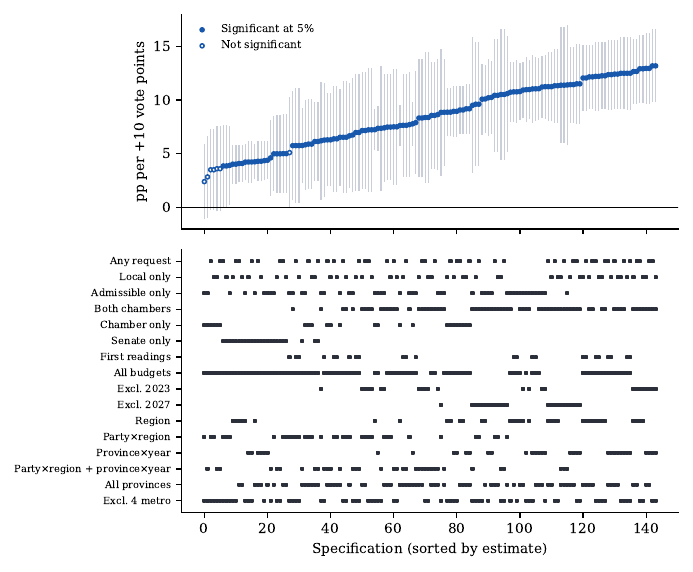 Significant at 5%
Not significant
15
10
5
0
pp per +10 vote points
Any request
Local only
Admissible only
Both chambers
Chamber only
Senate only
First readings
All budgets
Excl. 2023
Excl. 2027
Region
Party×region
Province×year
Party×region + province×year
All provinces
Excl. 4 metro
0 20 40 60 80 100 120 140
Specification (sorted by estimate)